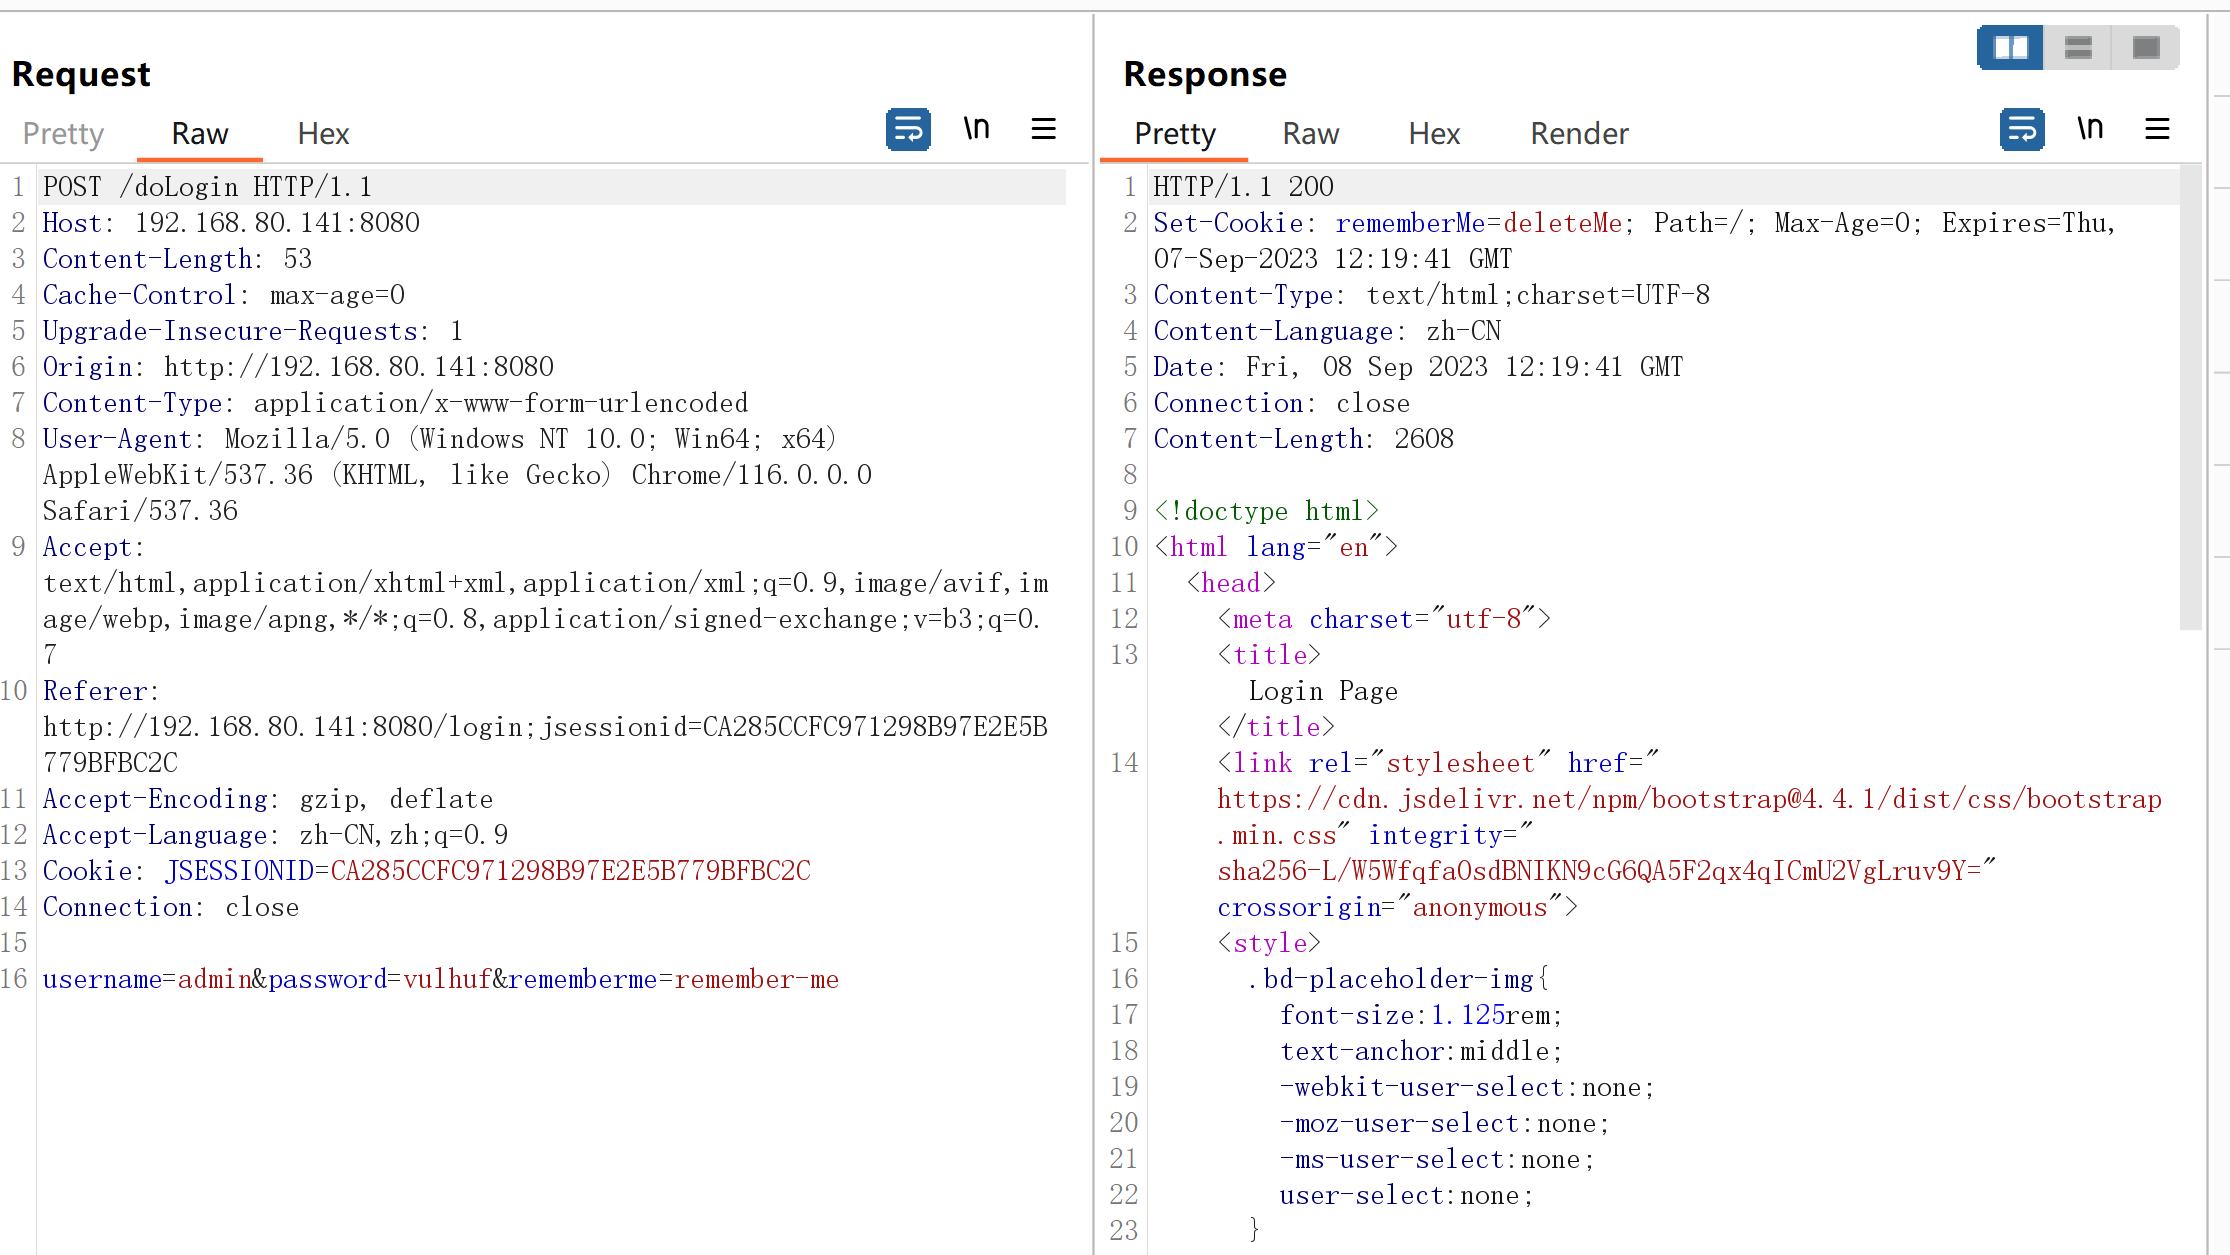 Request
Pretty Raw Hex \n
1 POST /doLogin HTTP/1.1
2 Host: 192.168.80.141:8080
3 Content-Length: 53
4 Cache-Control: max-age=0
5 Upgrade-Insecure-Requests: 1
6 Origin: http://192.168.80.141:8080
7 Content-Type: application/x-www-form-urlencoded
8 User-Agent: Mozilla/5.0 (Windows NT 10.0; Win64; x64)
AppleWebKit/537.36 (KHTML, like Gecko) Chrome/116.0.0.0
Safari/537.36
9 Accept:
text/html,application/xhtml+xml,application/xml;q=0.9,image/avif,im
age/webp,image/apng,*/*;q=0.8,application/signed-exchange;v=b3;q=0.
7
10 Referer:
http://192.168.80.141:8080/login;jsessionid=CA285CCFC971298B97E2E5B
779BFBC2C
11 Accept-Encoding: gzip, deflate
12 Accept-Language: zh-CN,zh;q=0.9
13 Cookie: JSESSIONID=CA285CCFC971298B97E2E5B779BFBC2C
14 Connection: close
15
16 username=admin&password=vulhuf&rememberme=remember-me
Response
Pretty Raw Hex Render \n
1 HTTP/1.1 200
2 Set-Cookie: rememberMe=deleteMe; Path=/; Max-Age=0; Expires=Thu,
07-Sep-2023 12:19:41 GMT
3 Content-Type: text/html;charset=UTF-8
4 Content-Language: zh-CN
5 Date: Fri, 08 Sep 2023 12:19:41 GMT
6 Connection: close
7 Content-Length: 2608
8
9 <!doctype html>
10 <html lang="en">
11 <head>
12 <meta charset="utf-8">
13 <title>
Login Page
</title>
14 <link rel="stylesheet" href="
https://cdn.jsdelivr.net/npm/bootstrap@4.4.1/dist/css/bootstrap
.min.css" integrity="
sha256-L/W5WfqfaOsdBNIKN9cG6QA5F2qx4qICmU2VgLruv9Y="
crossorigin="anonymous">
15 <style>
16 .bd-placeholder-img{
17 font-size:1.125rem;
18 text-anchor:middle;
19 -webkit-user-select:none;
20 -moz-user-select:none;
21 -ms-user-select:none;
22 user-select:none;
23 }